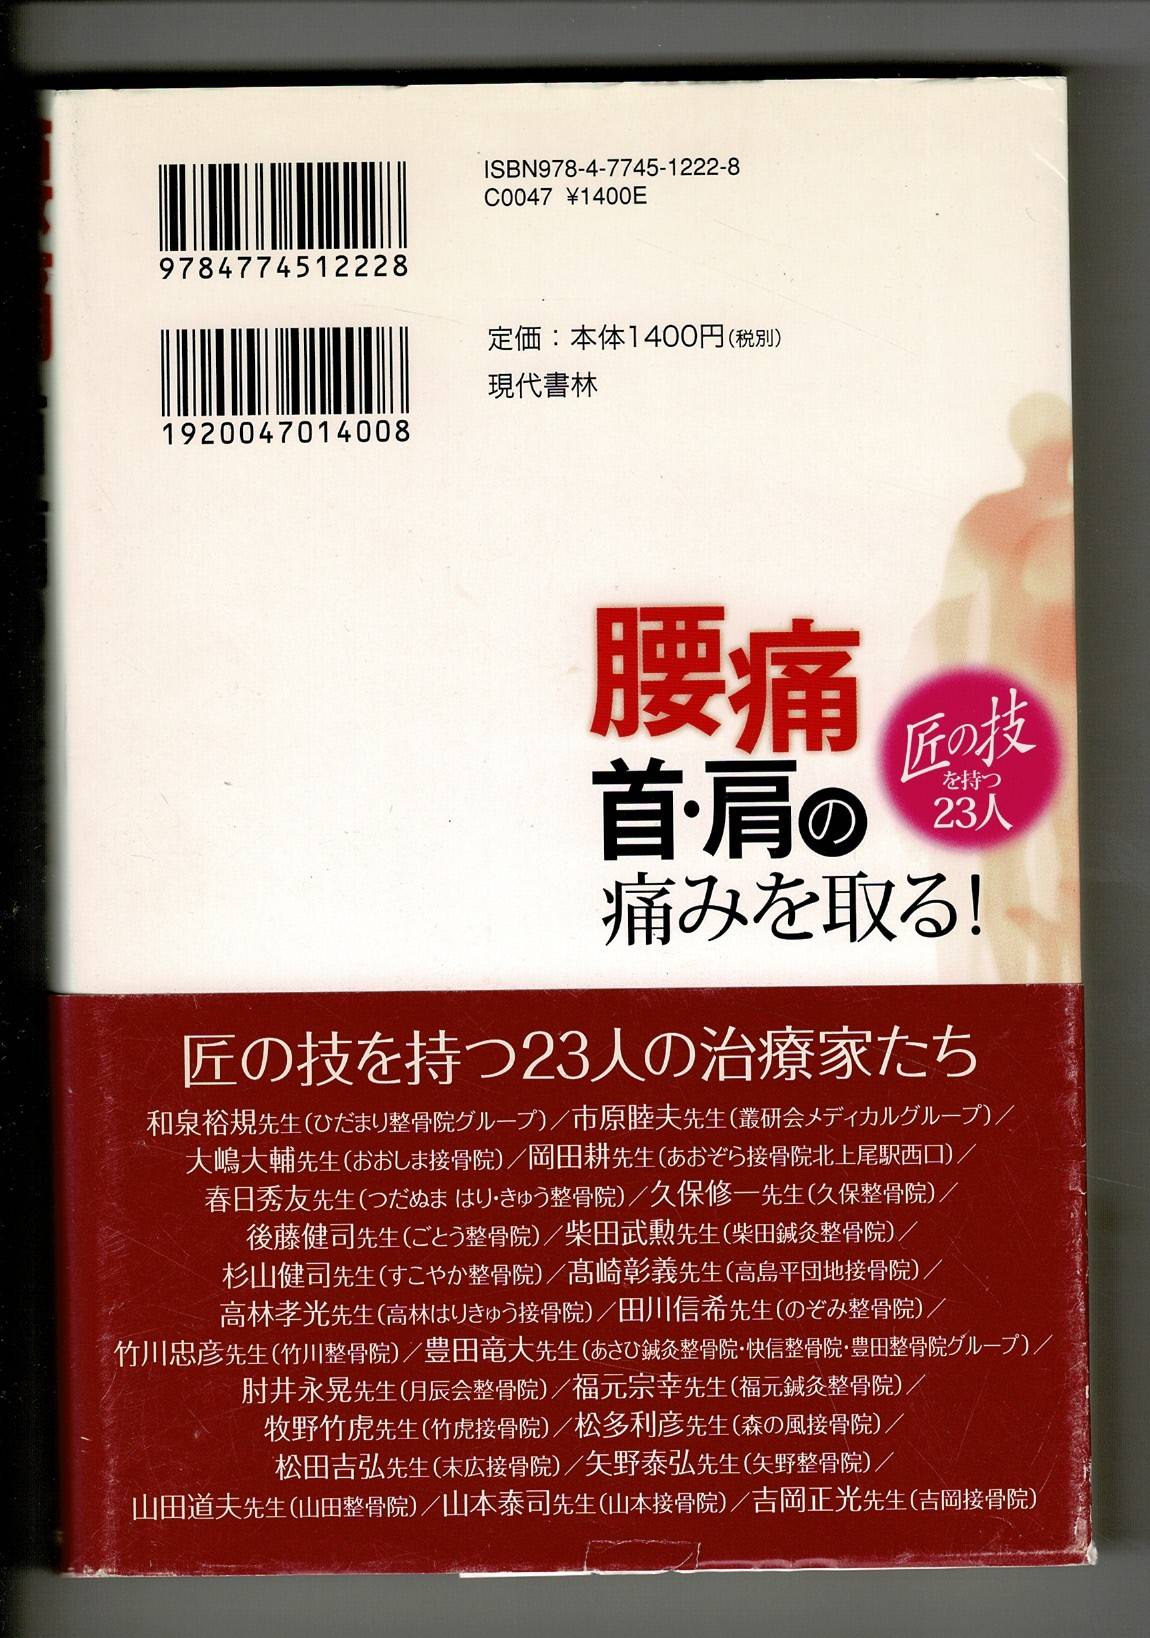 ISBN978-4-7745-1222-8
C0047 ¥1400E
9784774512228
定価：本体1400円(税別)
現代書林
1920047014008
腰痛
首・肩の
痛みを取る!
匠の技
を持つ
23人
匠の技を持つ23人の治療家たち
和泉裕規先生(ひだまり整骨院グループ)／市原睦夫先生(叢研会メディカルグループ)／
大嶋大輔先生(おおしま接骨院)／岡田耕先生(あおぞら接骨院北上尾駅西口)／
春日秀友先生(つだぬま はり・きゅう整骨院)／久保修一先生(久保整骨院)／
後藤健司先生(ごとう整骨院)／柴田武勲先生(柴田鍼灸整骨院)／
杉山健司先生(すこやか整骨院)／髙崎彰義先生(高島平団地接骨院)／
高林孝光先生(高林はりきゅう接骨院)／田川信希先生(のぞみ整骨院)／
竹川忠彦先生(竹川整骨院)／豊田竜大先生(あさひ鍼灸整骨院・快信整骨院・豊田整骨院グループ)／
肘井永晃先生(月辰会整骨院)／福元宗幸先生(福元鍼灸整骨院)／
牧野竹虎先生(竹虎接骨院)／松多利彦先生(森の風接骨院)／
松田吉弘先生(末広接骨院)／矢野泰弘先生(矢野整骨院)／
山田道夫先生(山田整骨院)／山本泰司先生(山本接骨院)／吉岡正光先生(吉岡接骨院)